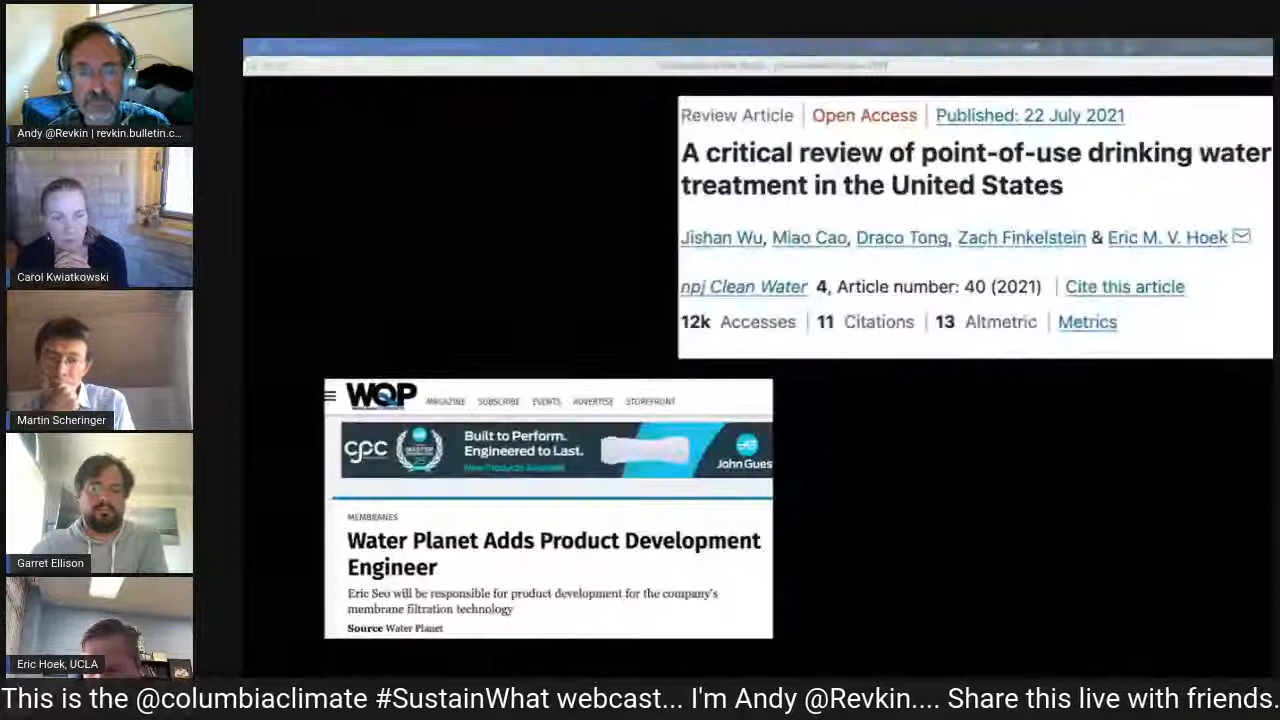 Andy @Revkin | revkin.bulletin.c...
Carol Kwiatkowski
Martin Scheringer
Garret Ellison
Eric Hoek, UCLA
Review Article | Open Access | Published: 22 July 2021
A critical review of point-of-use drinking water
treatment in the United States
Jishan Wu, Miao Cao, Draco Tong, Zach Finkelstein & Eric M. V. Hoek
npj Clean Water 4, Article number: 40 (2021) | Cite this article
12k Accesses | 11 Citations | 13 Altmetric | Metrics
WQP MAGAZINE SUBSCRIBE EVENTS ADVERTISE STOREFRONT
cpc
Built to Perform.
Engineered to Last.
New Products Available
John Gues
MEMBRANES
Water Planet Adds Product Development
Engineer
Eric Seo will be responsible for product development for the company's
membrane filtration technology
Source Water Planet
This is the @columbiaclimate #SustainWhat webcast... I'm Andy @Revkin.... Share this live with friends.